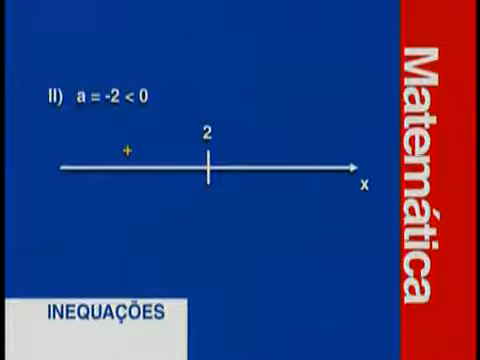 II) a = -2 < 0
2
+
x
INEQUAÇÕES
Matemática